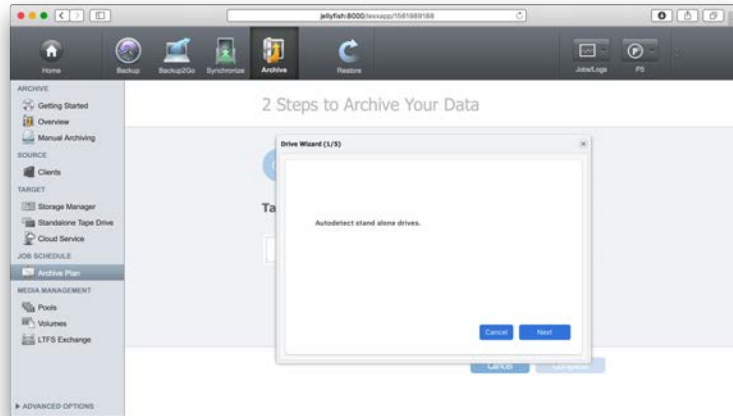 jellyfish:8000/lexxapp/1561989188
Home
Backup
Backup2Go
Synchronize
Archive
Restore
Jobs/Logs
P5
ARCHIVE
Getting Started
Overview
Manual Archiving
SOURCE
Clients
TARGET
Storage Manager
Standalone Tape Drive
Cloud Service
JOB SCHEDULE
Archive Plan
MEDIA MANAGEMENT
Pools
Volumes
LTFS Exchange
ADVANCED OPTIONS
2 Steps to Archive Your Data
Drive Wizard (1/5)
Ta
Autodetect stand alone drives.
Cancel
Next
Cancel